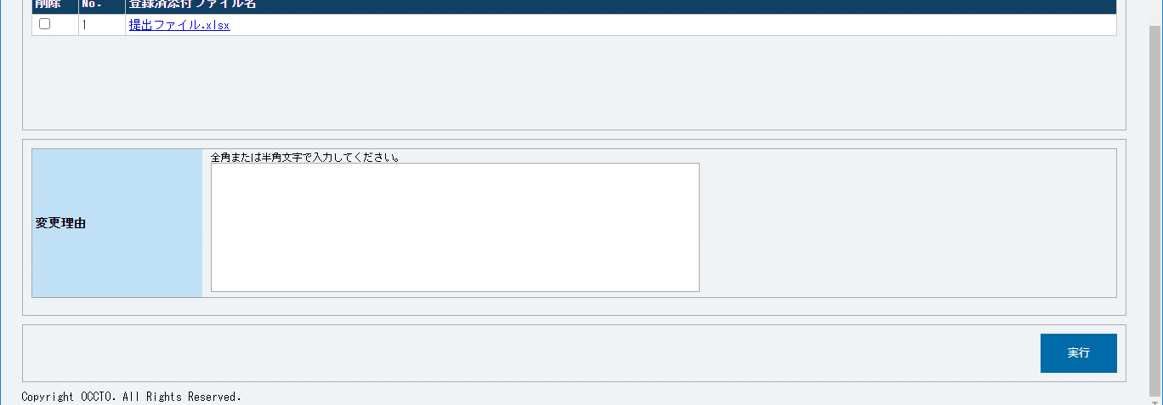 削除 No. 登録済添付ファイル名
1 提出ファイル.xlsx
全角または半角文字で入力してください。
変更理由
実行
Copyright OCCTO. All Rights Reserved.